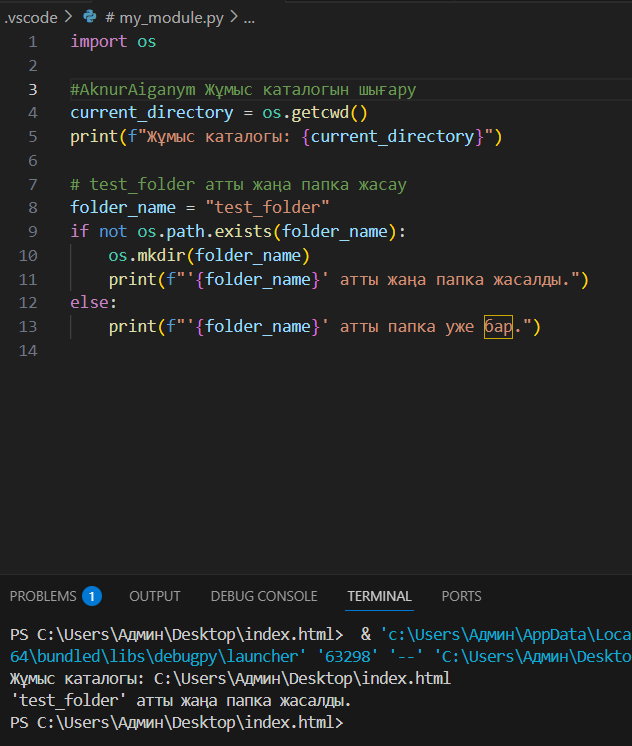 .vscode > # my_module.py > ...
1 import os
2
3 #AknurAiganym Жұмыс каталогын шығару
4 current_directory = os.getcwd()
5 print(f"Жұмыс каталогы: {current_directory}")
6
7 # test_folder атты жаңа папка жасау
8 folder_name = "test_folder"
9 if not os.path.exists(folder_name):
10     os.mkdir(folder_name)
11     print(f"'{folder_name}' атты жаңа папка жасалды.")
12 else:
13     print(f"'{folder_name}' атты папка уже бар.")
14
PROBLEMS 1 OUTPUT DEBUG CONSOLE TERMINAL PORTS
PS C:\Users\Админ\Desktop\index.html>  & 'c:\Users\Админ\AppData\Loca
64\bundled\libs\debugpy\launcher' '63298' '--' 'C:\Users\Админ\Deskto
Жұмыс каталогы: C:\Users\Админ\Desktop\index.html
'test_folder' атты жаңа папка жасалды.
PS C:\Users\Админ\Desktop\index.html>